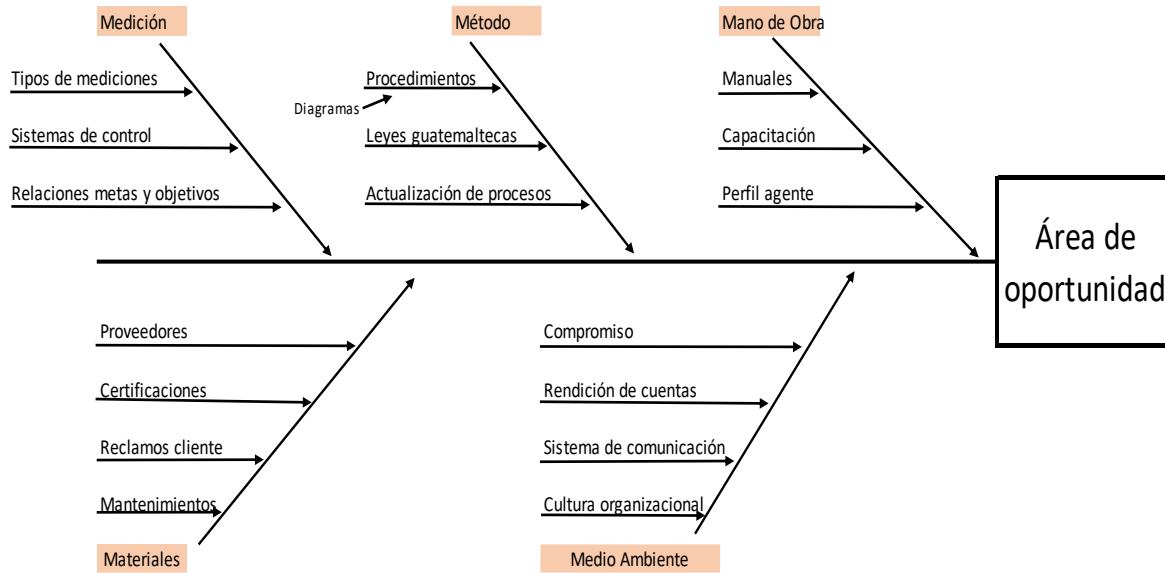 Medición
Método
Mano de Obra
Tipos de mediciones
Procedimientos
Manuales
Diagramas
Sistemas de control
Leyes guatemaltecas
Capacitación
Relaciones metas y objetivos
Actualización de procesos
Perfil agente
Área de
oportunidad
Proveedores
Compromiso
Certificaciones
Rendición de cuentas
Reclamos cliente
Sistema de comunicación
Mantenimientos
Cultura organizacional
Materiales
Medio Ambiente